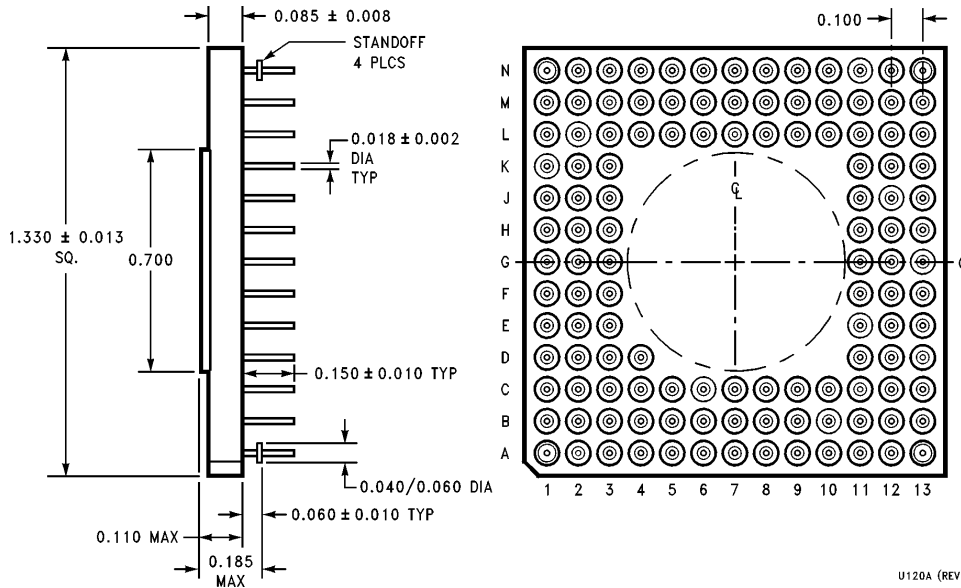 0.085 ± 0.008
STANDOFF
4 PLCS
0.018 ± 0.002
DIA
TYP
1.330 ± 0.013
SQ.
0.700
0.150 ± 0.010 TYP
0.040/0.060 DIA
0.060 ± 0.010 TYP
0.110 MAX
0.185
MAX
0.100
N
M
L
K
J
H
G
F
E
D
C
B
A
℄
1 2 3 4 5 6 7 8 9 10 11 12 13
U120A (REV